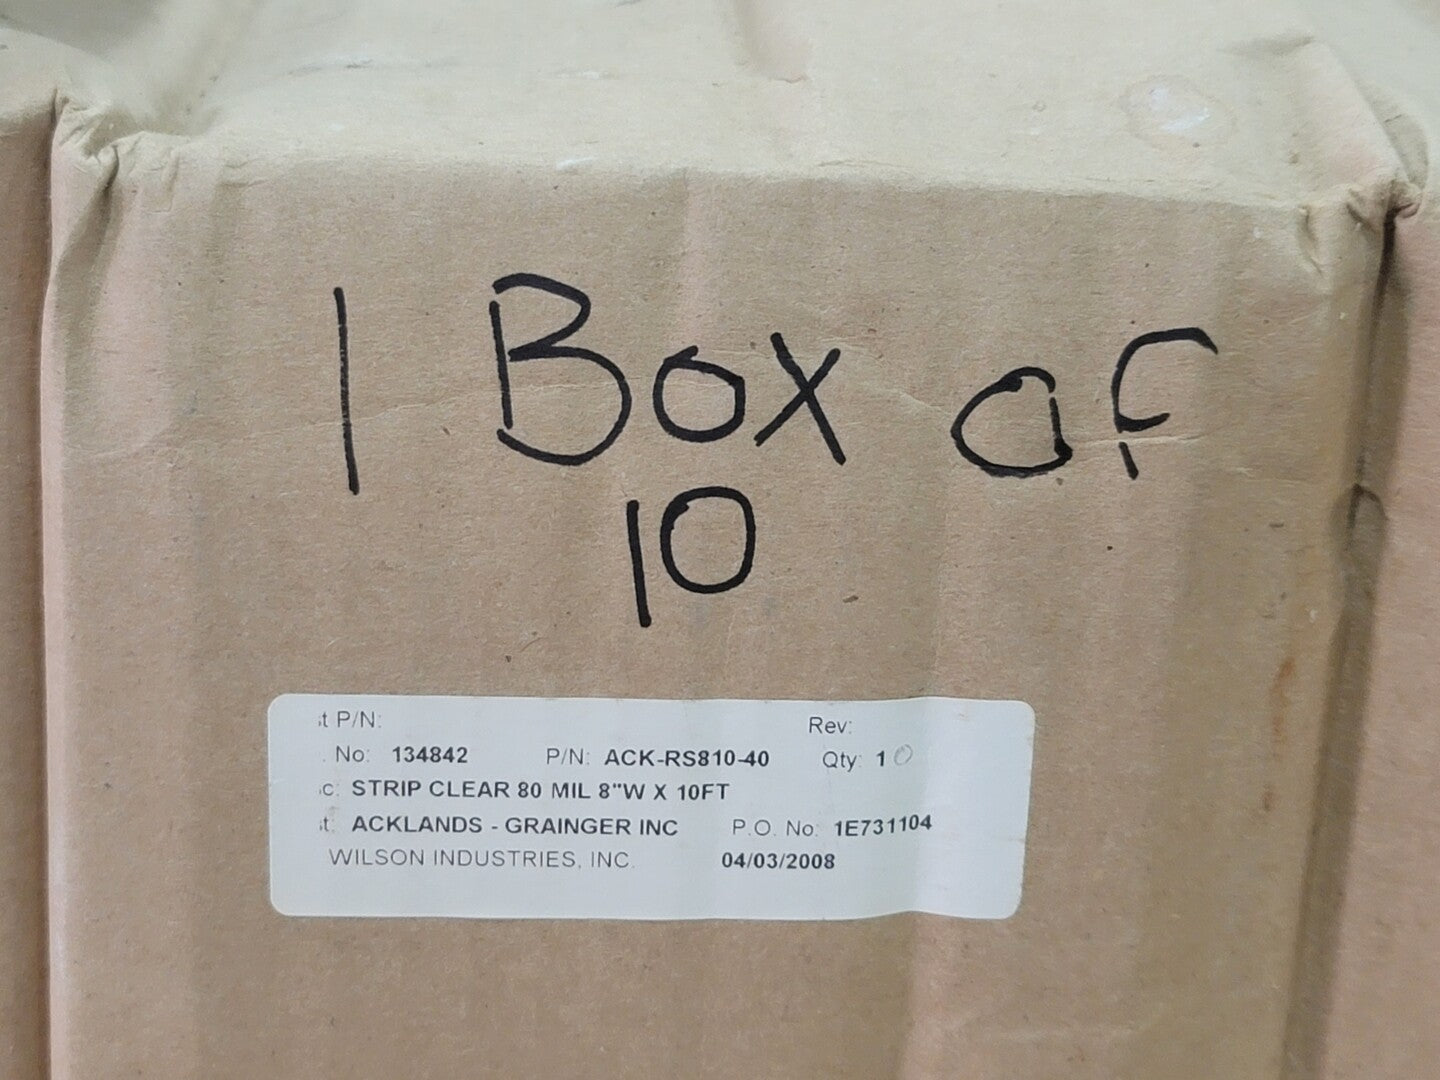 1 Box of
10
t P/N: Rev:
No: 134842 P/N: ACK-RS810-40 Qty: 10
c: STRIP CLEAR 80 MIL 8"W X 10FT
t: ACKLANDS - GRAINGER INC P.O. No: 1E731104
WILSON INDUSTRIES, INC. 04/03/2008